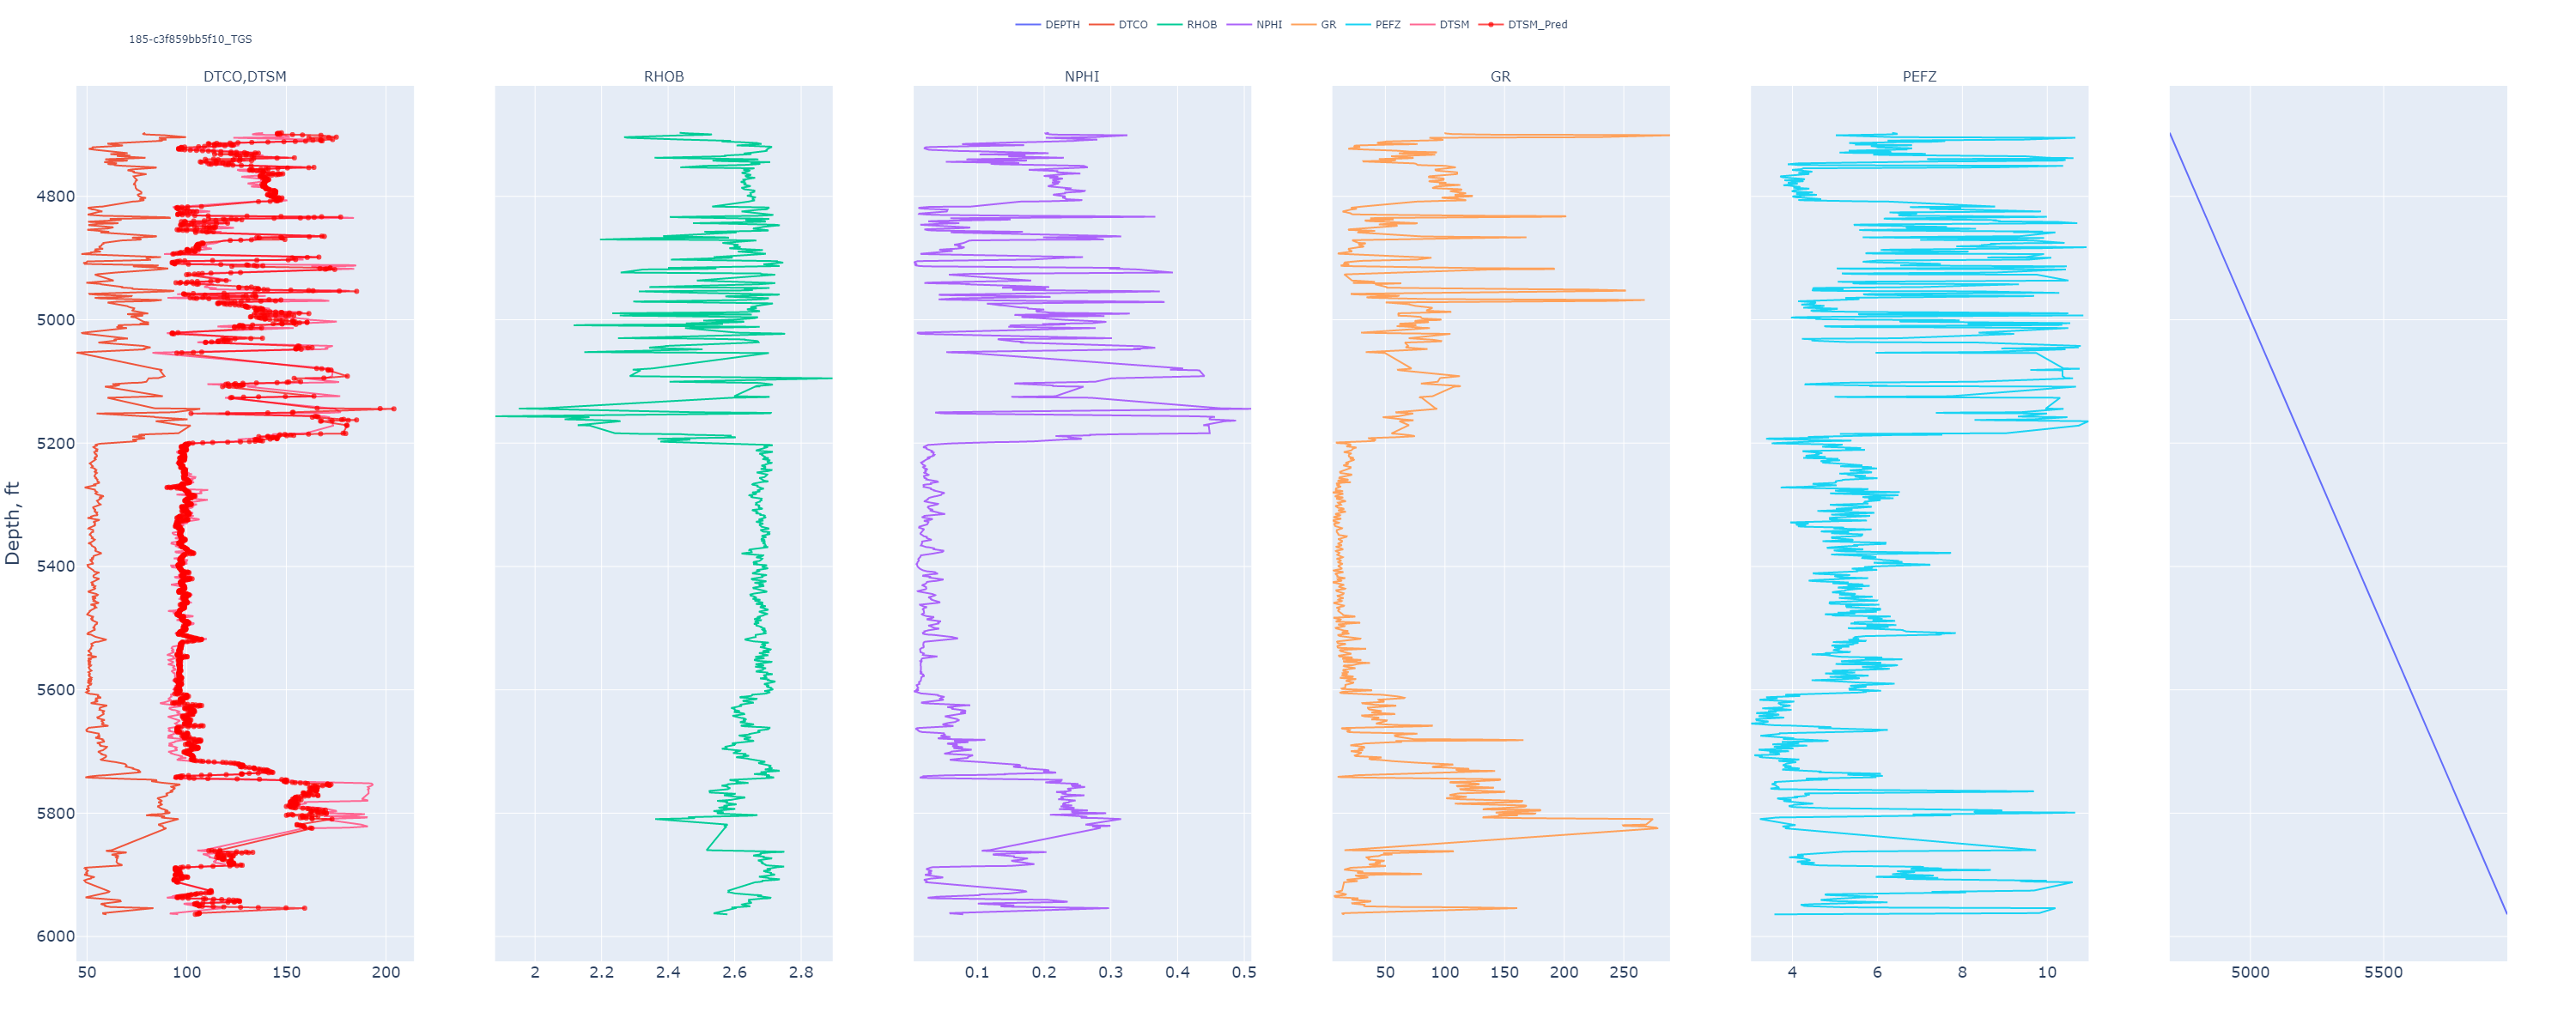 DEPTH DTCO RHOB NPHI GR PEFZ DTSM DTSM_Pred
185-c3f859bb5f10_TGS
DTCO,DTSM RHOB NPHI GR PEFZ
Depth, ft
4800
5000
5200
5400
5600
5800
6000
50 100 150 200 2 2.2 2.4 2.6 2.8 0.1 0.2 0.3 0.4 0.5 50 100 150 200 250 4 6 8 10 5000 5500